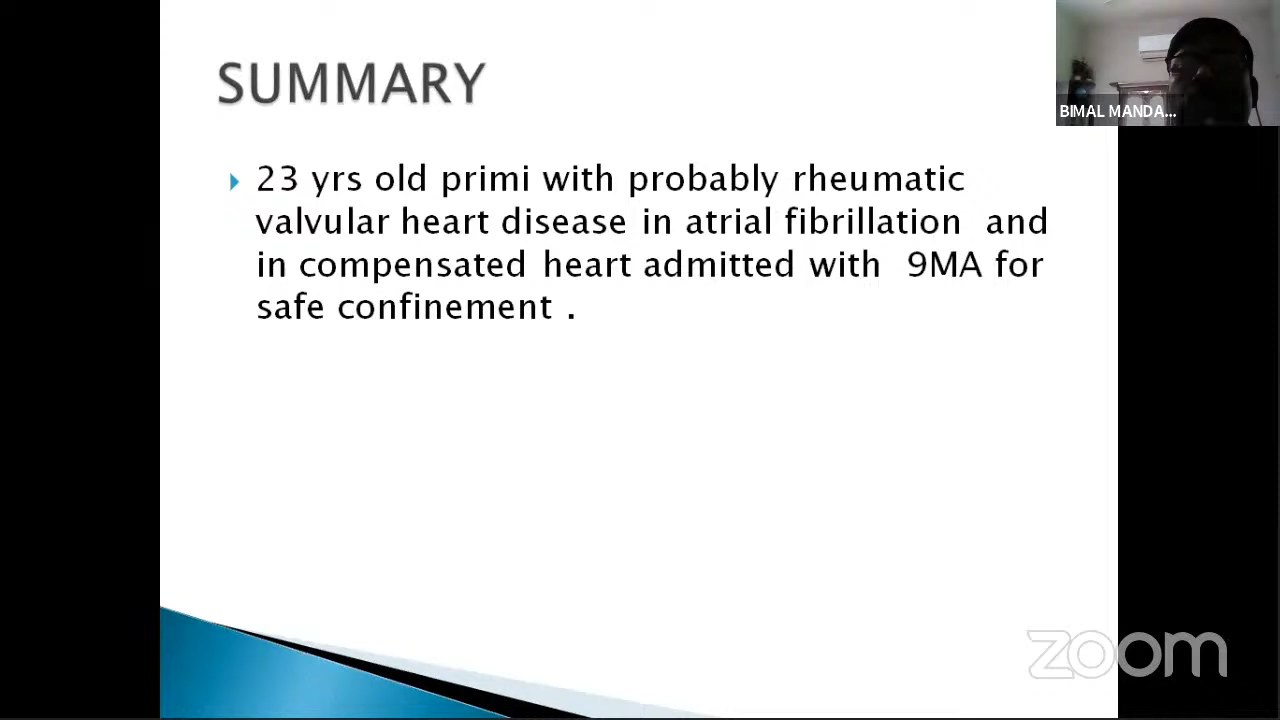 SUMMARY
BIMAL MANDA...
23 yrs old primi with probably rheumatic
valvular heart disease in atrial fibrillation and
in compensated heart admitted with 9MA for
safe confinement .
zoom